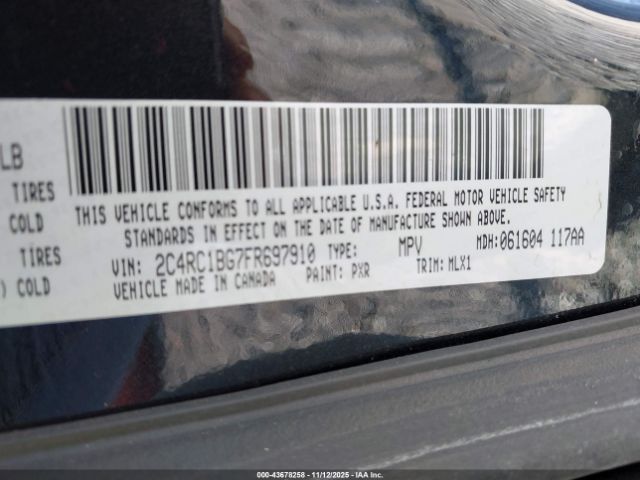 LB
TIRES
COLD
TIRES
) COLD
THIS VEHICLE CONFORMS TO ALL APPLICABLE U.S.A. FEDERAL MOTOR VEHICLE SAFETY
STANDARDS IN EFFECT ON THE DATE OF MANUFACTURE SHOWN ABOVE.
VIN: 2C4RC1BG7FR697910 TYPE: MPV MDH:061604 117AA
VEHICLE MADE IN CANADA PAINT: PXR TRIM: MLX1
000-43678258 - 11/12/2025 - IAAI.CA